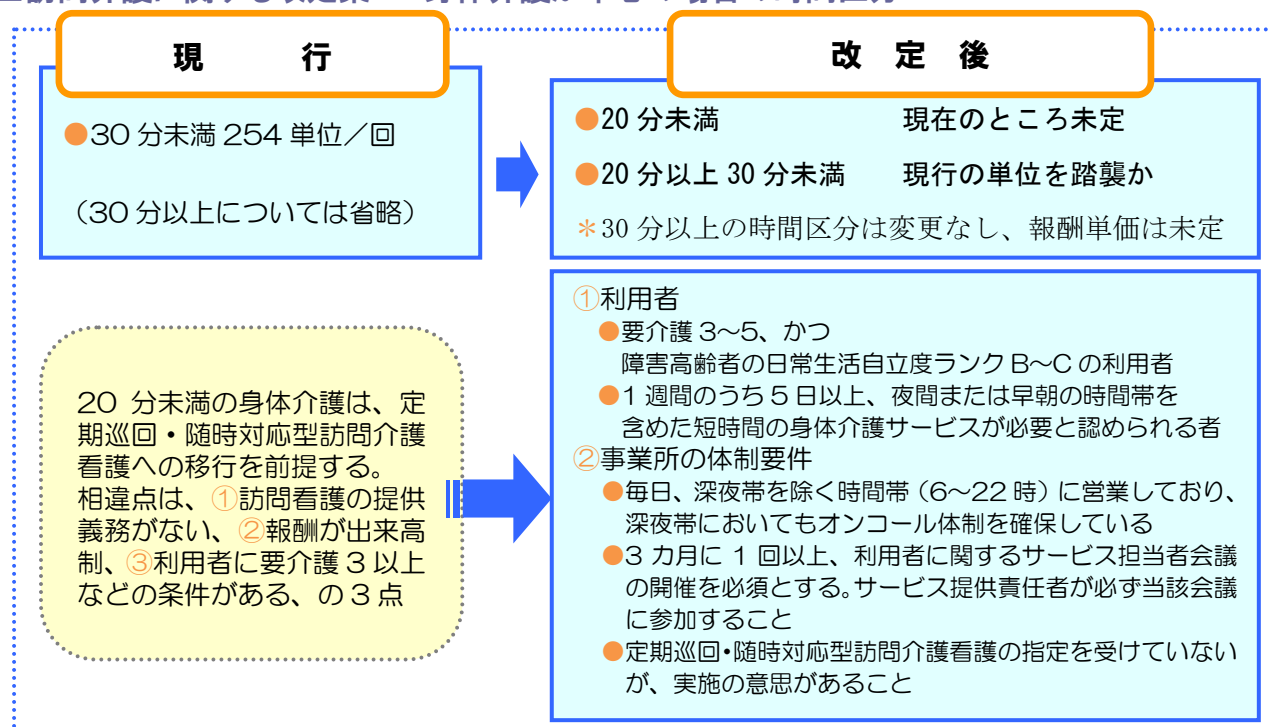 現 行
改 定 後
●30 分未満 254 単位／回
（30 分以上については省略）
●20 分未満 現在のところ未定
●20 分以上 30 分未満 現行の単位を踏襲か
＊30 分以上の時間区分は変更なし、報酬単価は未定
20 分未満の身体介護は、定
期巡回・随時対応型訪問介護
看護への移行を前提する。
相違点は、①訪問看護の提供
義務がない、②報酬が出来高
制、③利用者に要介護 3 以上
などの条件がある、の 3 点
①利用者
●要介護 3～5、かつ
障害高齢者の日常生活自立度ランク B～C の利用者
●1 週間のうち 5 日以上、夜間または早朝の時間帯を
含めた短時間の身体介護サービスが必要と認められる者
②事業所の体制要件
●毎日、深夜帯を除く時間帯（6～22 時）に営業しており、
深夜帯においてもオンコール体制を確保している
●3 カ月に 1 回以上、利用者に関するサービス担当者会議
の開催を必須とする。サービス提供責任者が必ず当該会議
に参加すること
●定期巡回・随時対応型訪問介護看護の指定を受けていない
が、実施の意思があること